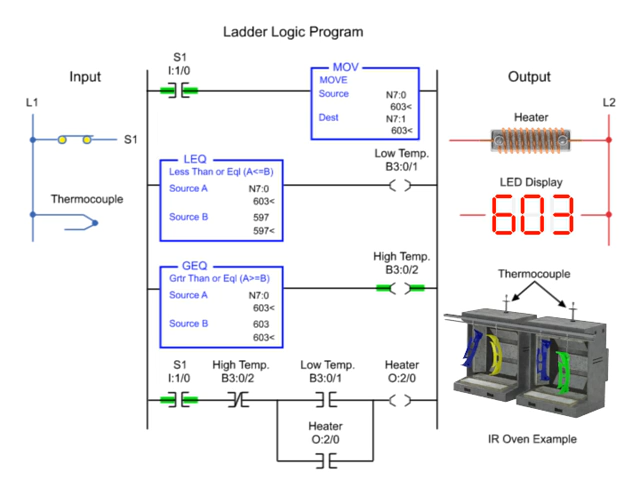 Ladder Logic Program
Input
L1
S1
Thermocouple
S1
I:1/0
MOV
MOVE
Source N7:0
603<
Dest N7:1
603<
LEQ
Less Than or Eql (A<=B)
Source A N7:0
603<
Source B 597
597<
Low Temp.
B3:0/1
GEQ
Grtr Than or Eql (A>=B)
Source A N7:0
603<
Source B 603
603<
High Temp.
B3:0/2
S1
I:1/0
High Temp.
B3:0/2
Low Temp.
B3:0/1
Heater
O:2/0
Heater
O:2/0
Output
L2
Heater
LED Display
603
Thermocouple
IR Oven Example